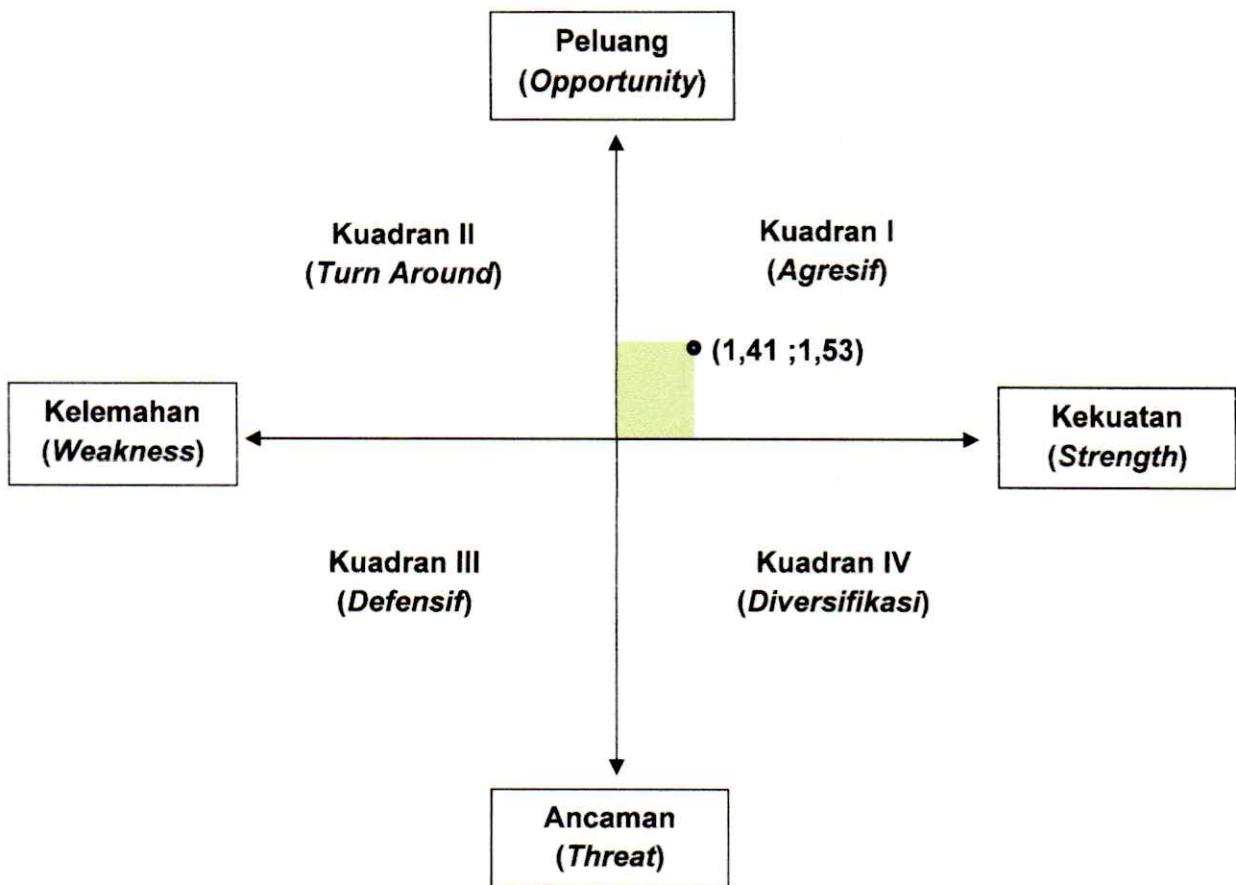 Peluang
(Opportunity)
Kuadran II
(Turn Around)
Kuadran I
(Agresif)
(1,41 ;1,53)
Kelemahan
(Weakness)
Kekuatan
(Strength)
Kuadran III
(Defensif)
Kuadran IV
(Diversifikasi)
Ancaman
(Threat)